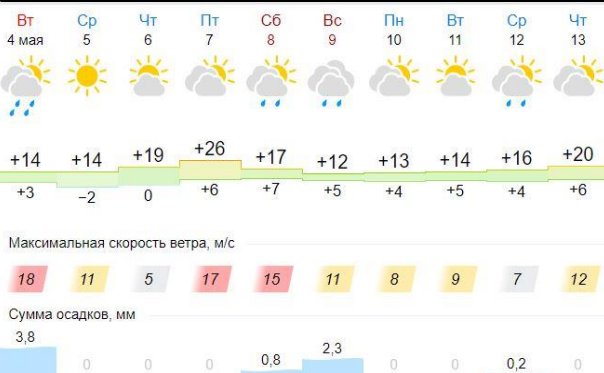 Вт Ср Чт Пт Сб Вс Пн Вт Ср Чт
4 мая 5 6 7 8 9 10 11 12 13
+14 +14 +19 +26 +17 +12 +13 +14 +16 +20
+3 −2 0 +6 +7 +5 +4 +5 +4 +6
Максимальная скорость ветра, м/с
18 11 5 17 15 11 8 9 7 12
Сумма осадков, мм
3,8 0 0 0 0,8 2,3 0 0 0,2 0